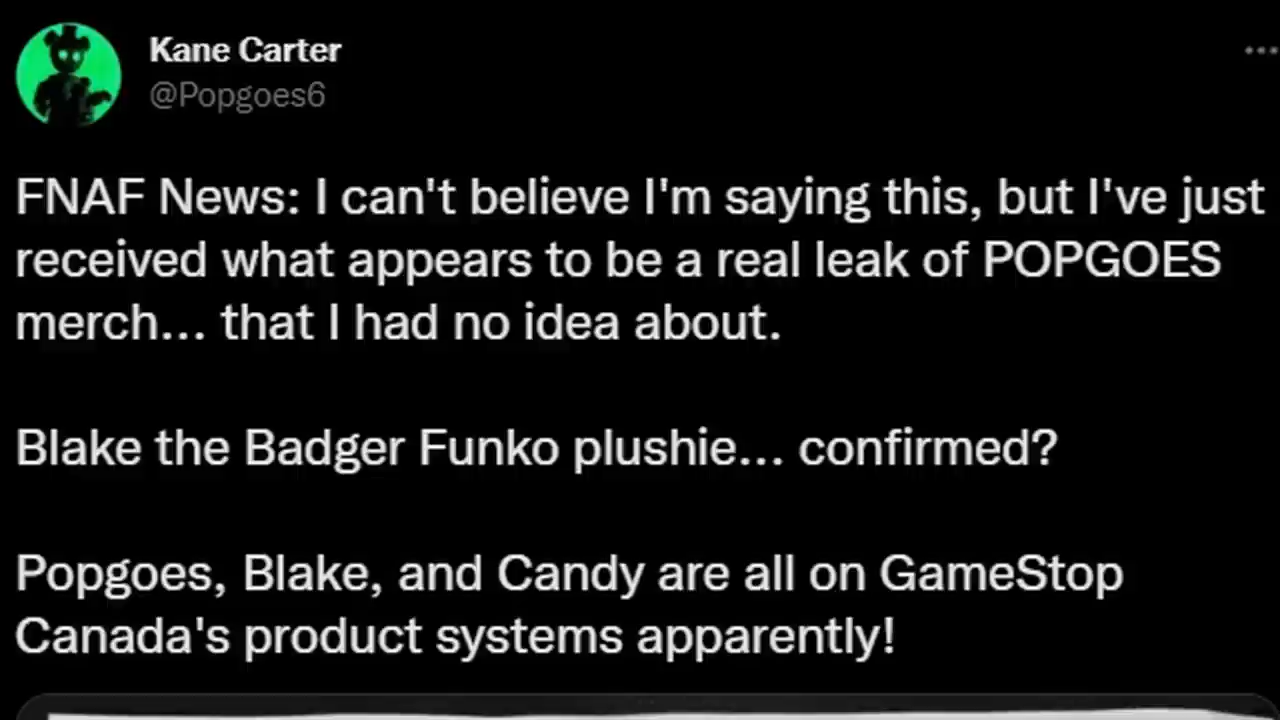 Kane Carter
@Popgoes6
FNAF News: I can't believe I'm saying this, but I've just
received what appears to be a real leak of POPGOES
merch... that I had no idea about.
Blake the Badger Funko plushie... confirmed?
Popgoes, Blake, and Candy are all on GameStop
Canada's product systems apparently!